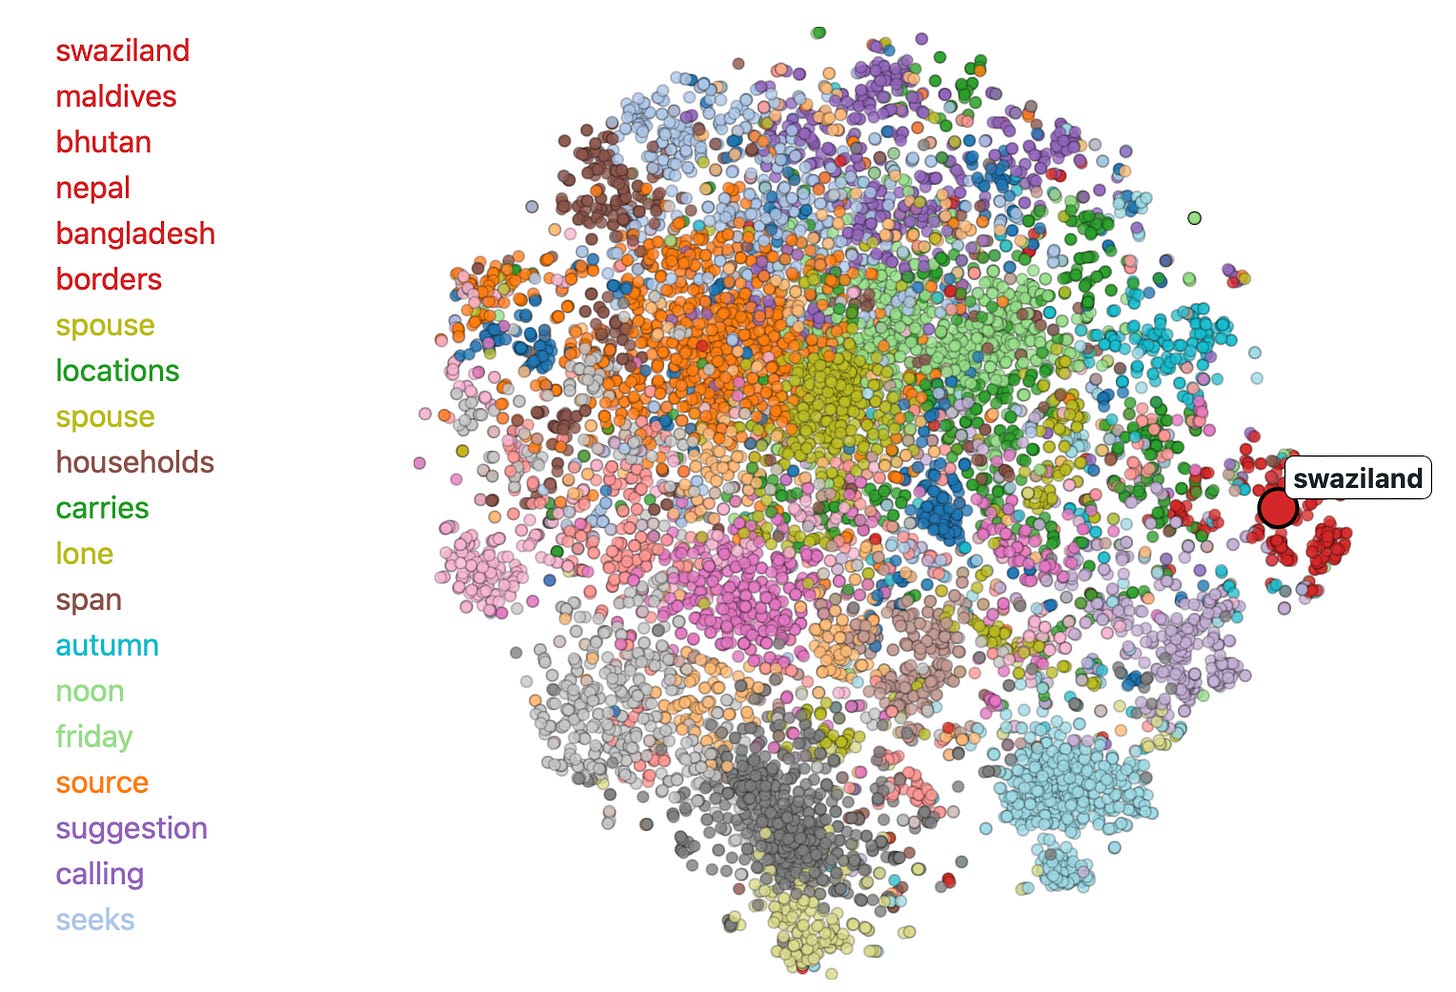 swaziland
maldives
bhutan
nepal
bangladesh
borders
spouse
locations
spouse
households
carries
lone
span
autumn
noon
friday
source
suggestion
calling
seeks
swaziland